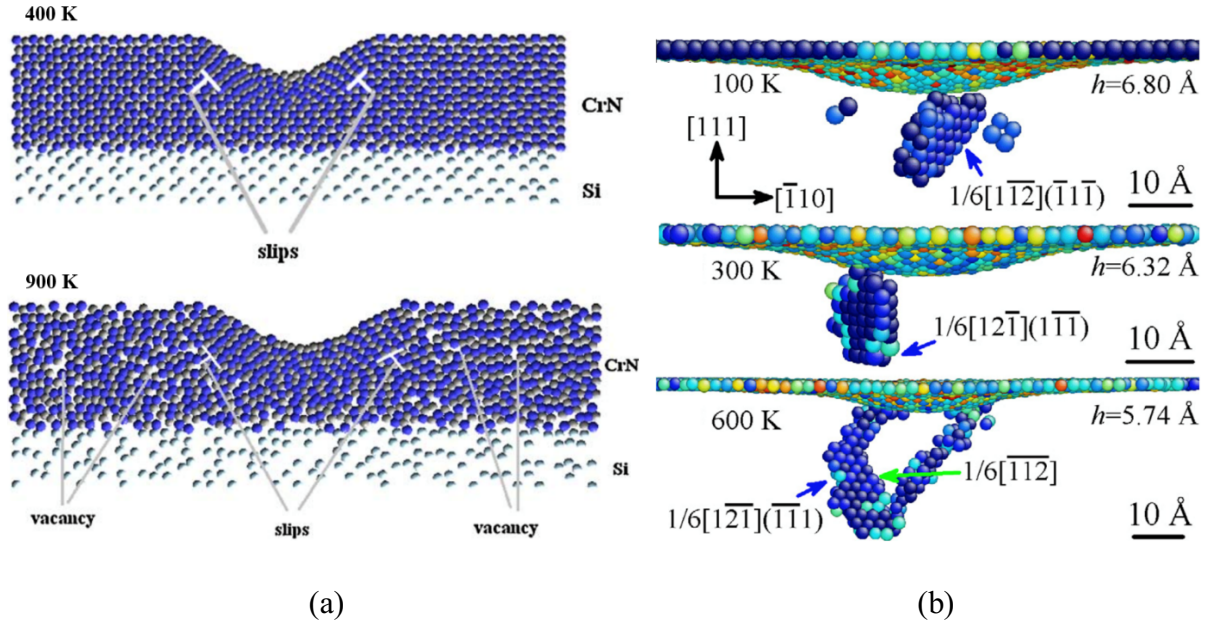 400 K
CrN
Si
slips
900 K
CrN
Si
vacancy
slips
vacancy
(a)
100 K
h=6.80 Å
[111]
[1̅10]
1/6[11̅2̅](1̅11̅)
10 Å
300 K
h=6.32 Å
1/6[121̅](11̅1̅)
10 Å
600 K
h=5.74 Å
1/6[1̅1̅2̅]
1/6[12̅1̅](1̅1̅1)
10 Å
(b)